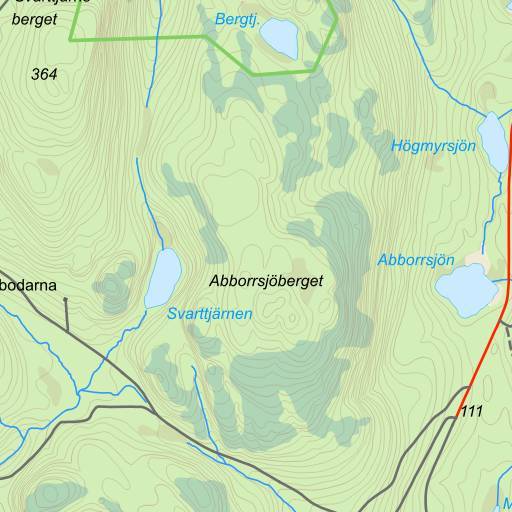 berget
Bergtj.
364
Högmyrsjön
Abborrsjön
Abborrsjöberget
bodarna
Svarttjärnen
111